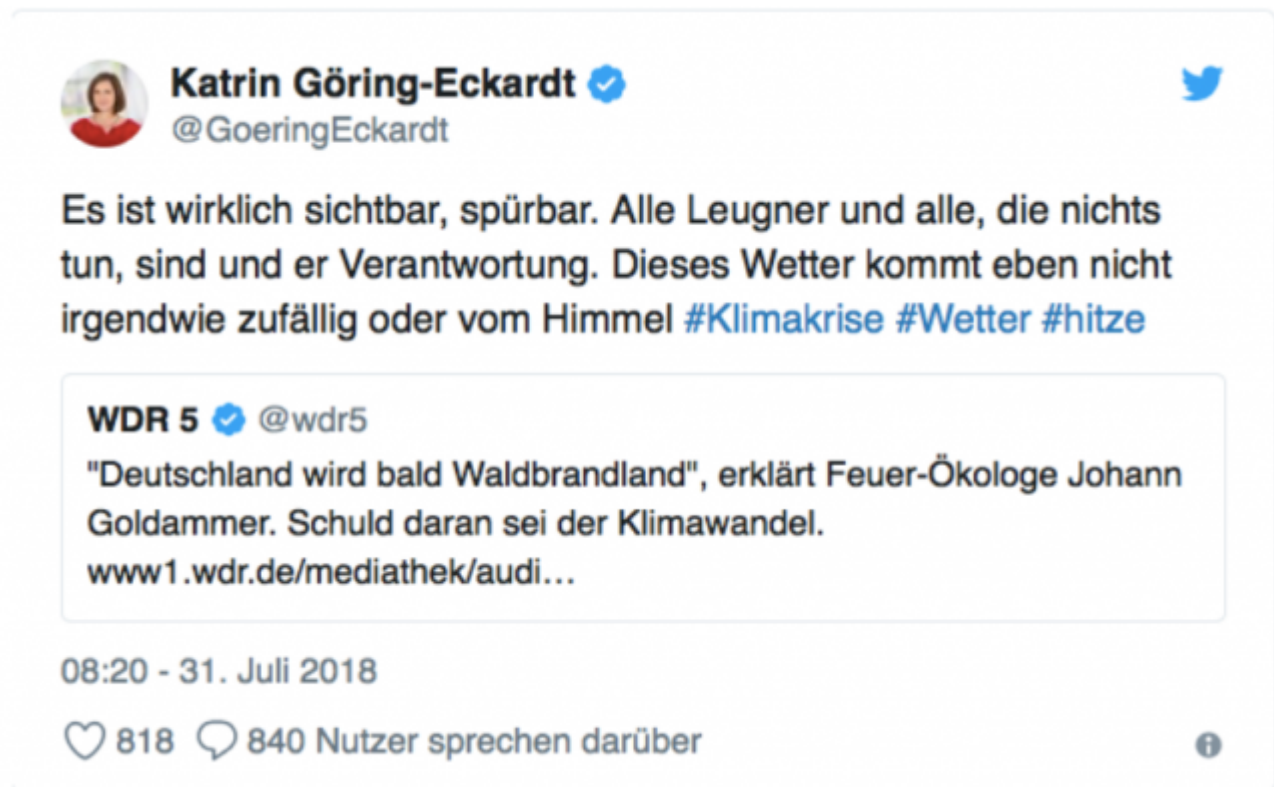 Katrin Göring-Eckardt
@GoeringEckardt
Es ist wirklich sichtbar, spürbar. Alle Leugner und alle, die nichts
tun, sind und er Verantwortung. Dieses Wetter kommt eben nicht
irgendwie zufällig oder vom Himmel #Klimakrise #Wetter #hitze
WDR 5 @wdr5
"Deutschland wird bald Waldbrandland", erklärt Feuer-Ökologe Johann
Goldammer. Schuld daran sei der Klimawandel.
www1.wdr.de/mediathek/audi...
08:20 - 31. Juli 2018
818 840 Nutzer sprechen darüber